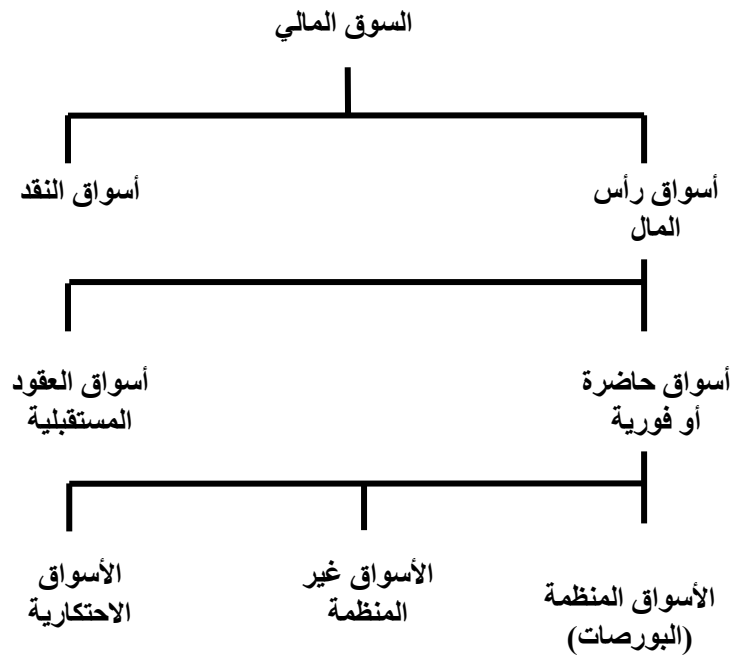 السوق المالي
أسواق رأس
المال
أسواق النقد
أسواق حاضرة
أو فورية
أسواق العقود
المستقبلية
الأسواق المنظمة
(البورصات)
الأسواق غير
المنظمة
الأسواق
الاحتكارية